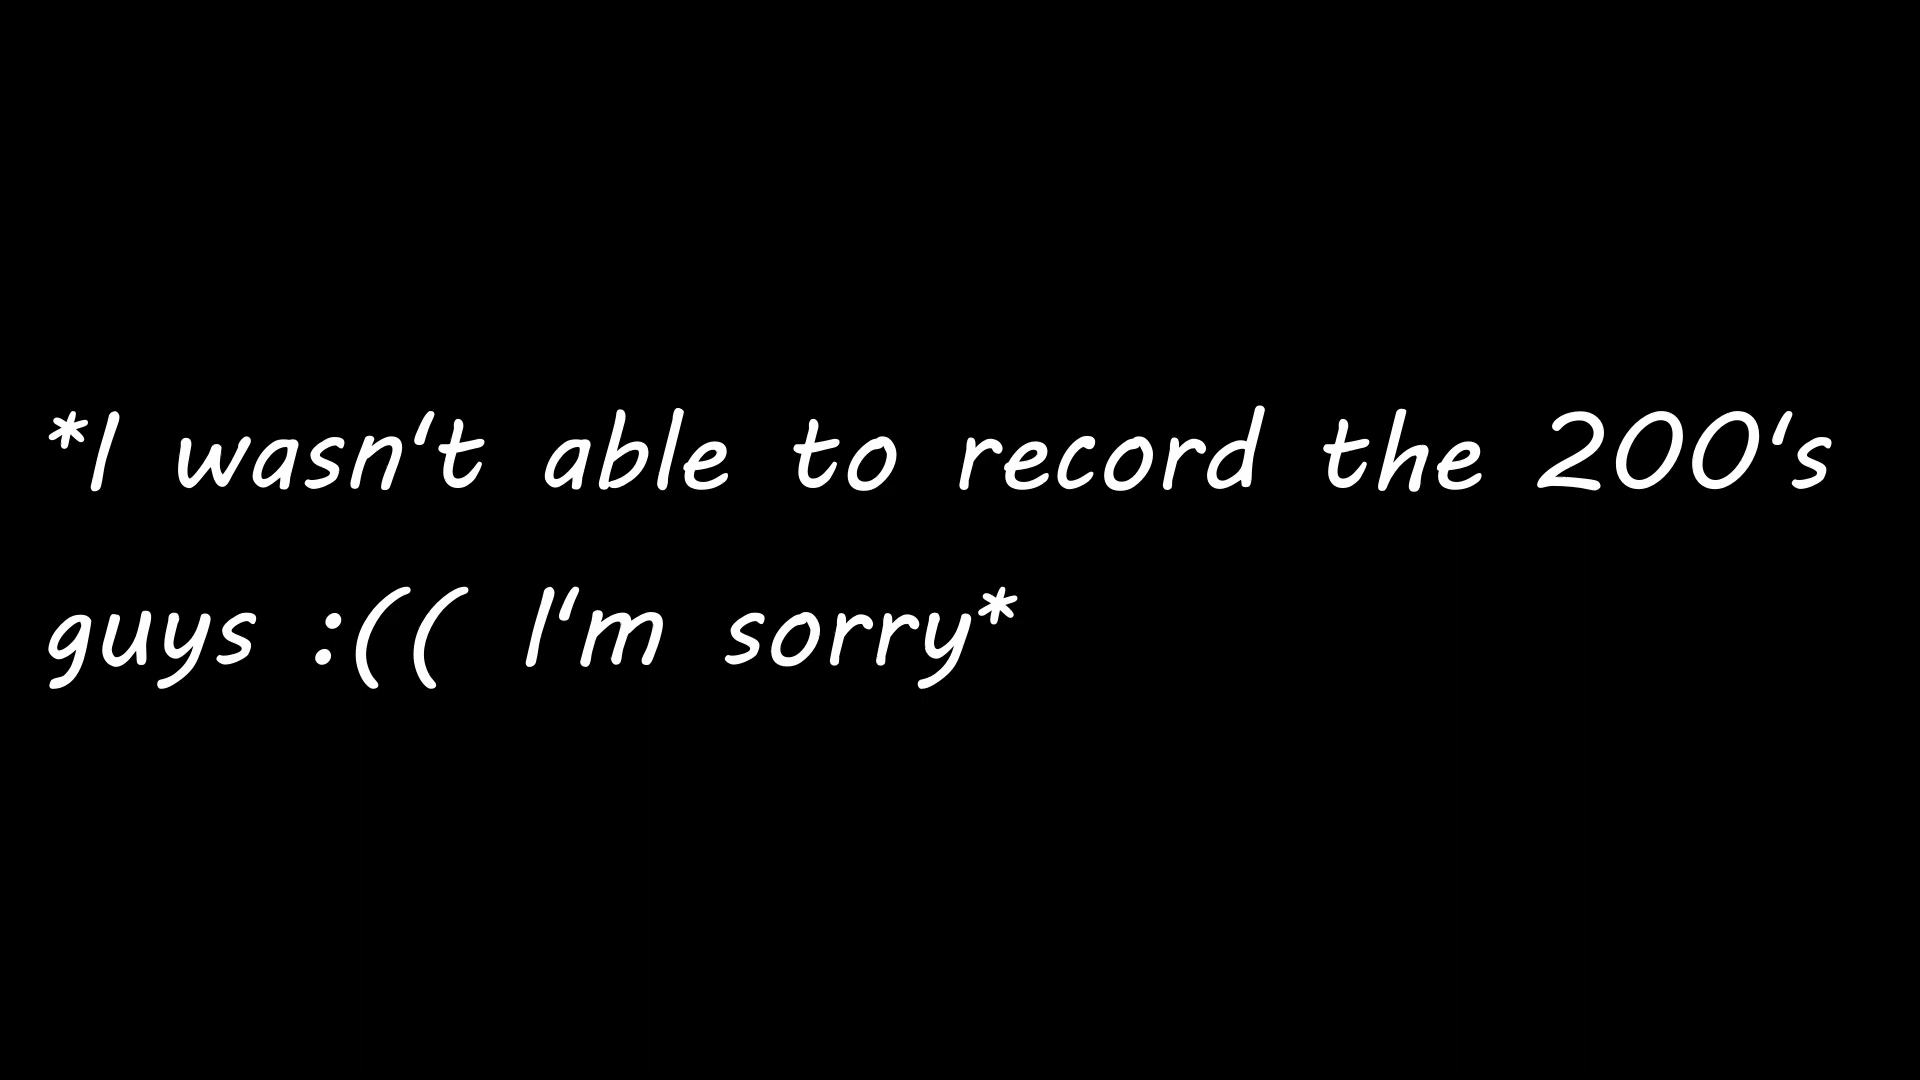 *I wasn't able to record the 200's
guys :(( I'm sorry*